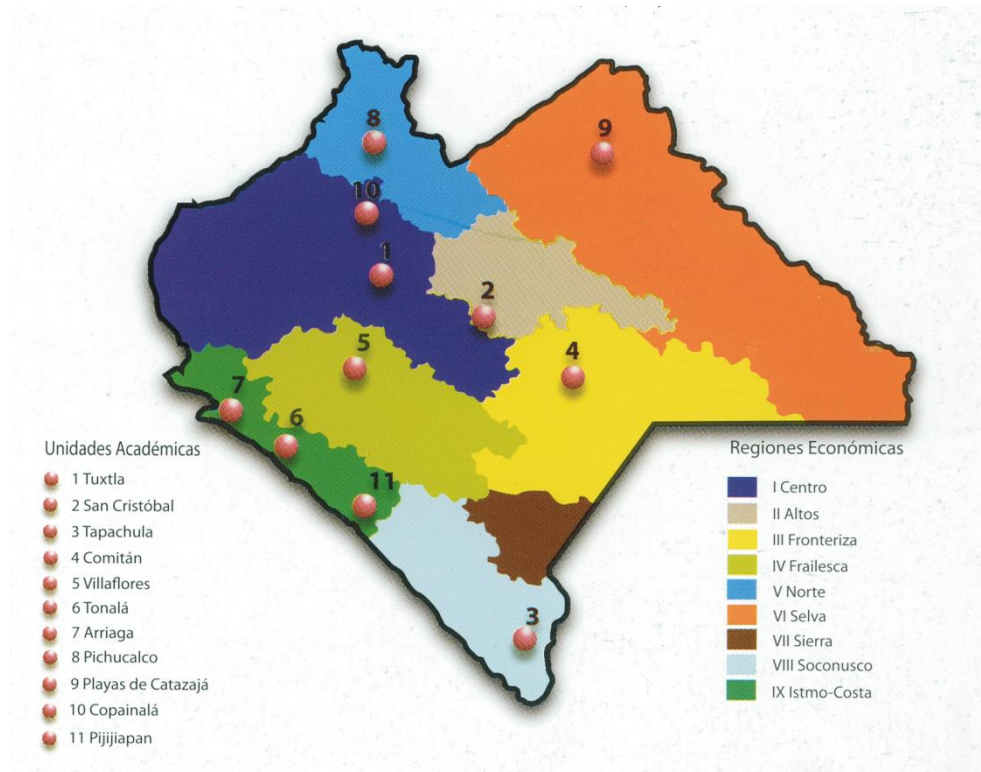 8
9
10
1
2
5
4
7
6
11
3
Unidades Académicas
1 Tuxtla
2 San Cristóbal
3 Tapachula
4 Comitán
5 Villaflores
6 Tonalá
7 Arriaga
8 Pichucalco
9 Playas de Catazajá
10 Copainalá
11 Pijijiapan
Regiones Económicas
I Centro
II Altos
III Fronteriza
IV Frailesca
V Norte
VI Selva
VII Sierra
VIII Soconusco
IX Istmo-Costa